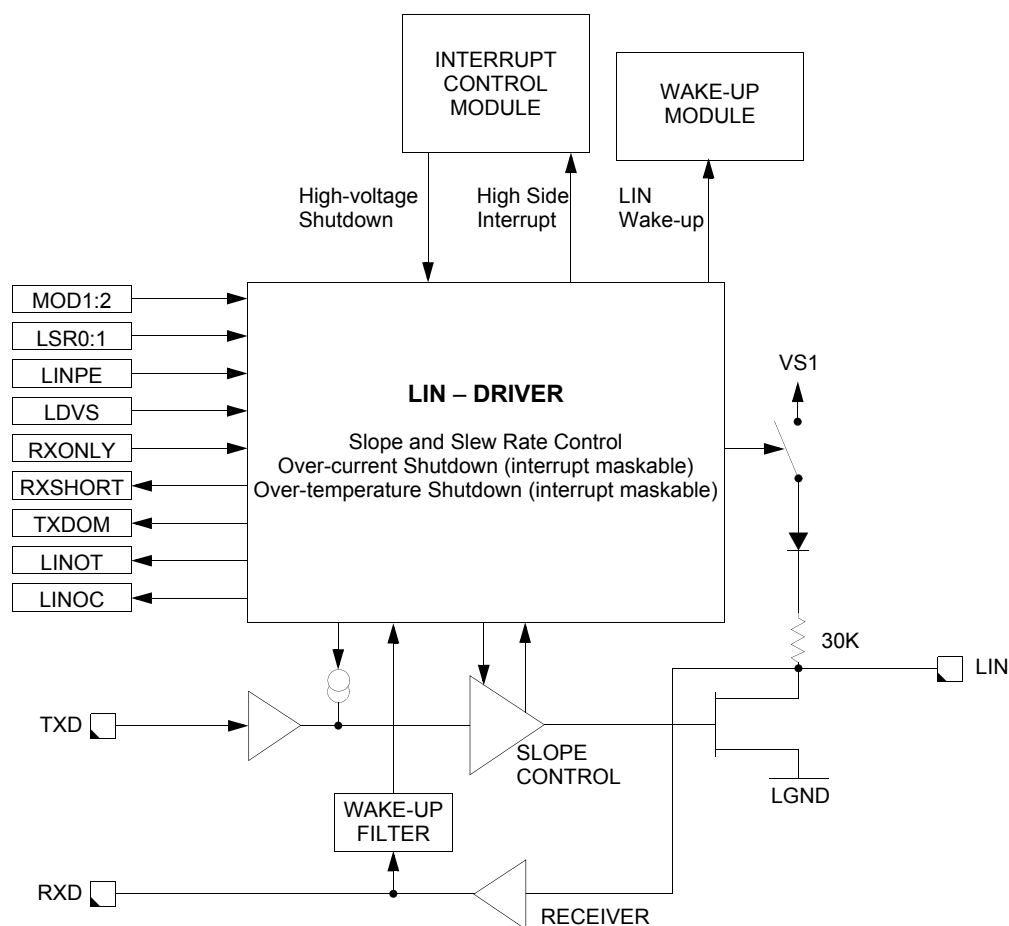 INTERRUPT
CONTROL
MODULE
WAKE-UP
MODULE
High-voltage
Shutdown
High Side
Interrupt
LIN
Wake-up
MOD1:2
LSR0:1
LINPE
LDVS
RXONLY
RXSHORT
TXDOM
LINOT
LINOC
LIN – DRIVER
Slope and Slew Rate Control
Over-current Shutdown (interrupt maskable)
Over-temperature Shutdown (interrupt maskable)
VS1
30K
LIN
TXD
SLOPE
CONTROL
LGND
WAKE-UP
FILTER
RXD
RECEIVER